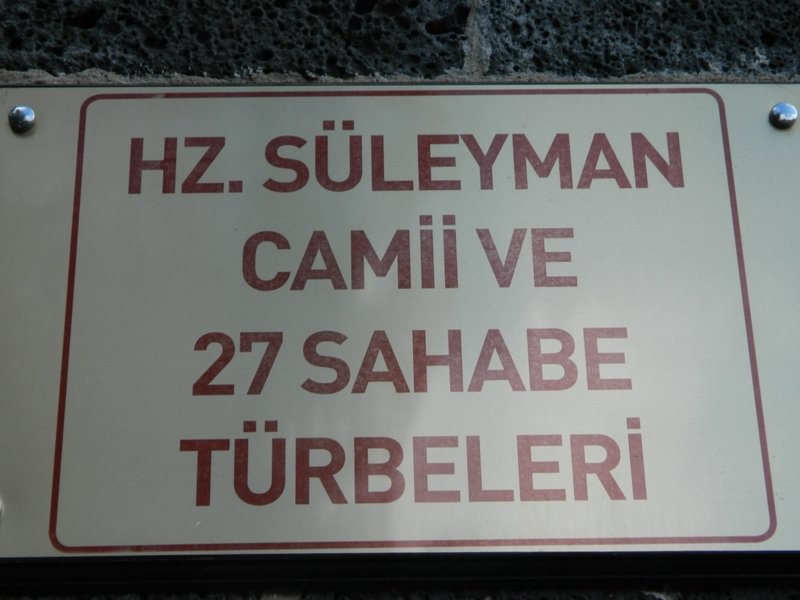 HZ. SÜLEYMAN
CAMİİ VE
27 SAHABE
TÜRBELERİ